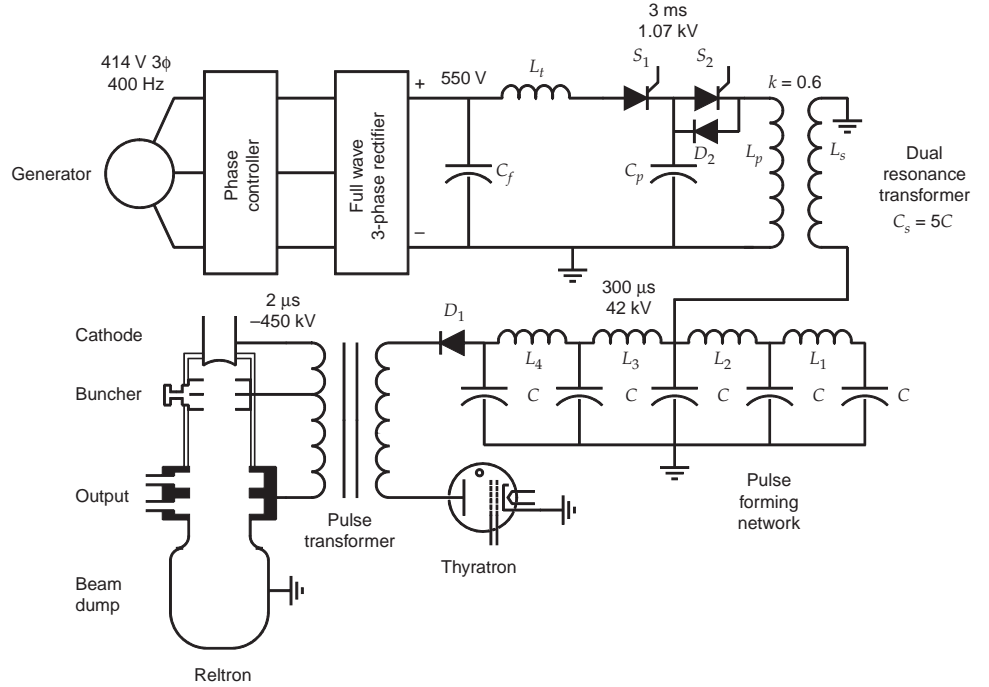 3 ms
1.07 kV
414 V 3ϕ
400 Hz
+
550 V
L_t
S_1
S_2
k = 0.6
Generator
Phase
controller
Full wave
3-phase rectifier
C_f
C_p
D_2
L_p
L_s
Dual
resonance
transformer
C_s = 5C
–
2 µs
–450 kV
300 µs
42 kV
D_1
Cathode
L_4
L_3
L_2
L_1
Buncher
C
C
C
C
C
Output
Pulse
transformer
Pulse
forming
network
Thyratron
Beam
dump
Reltron